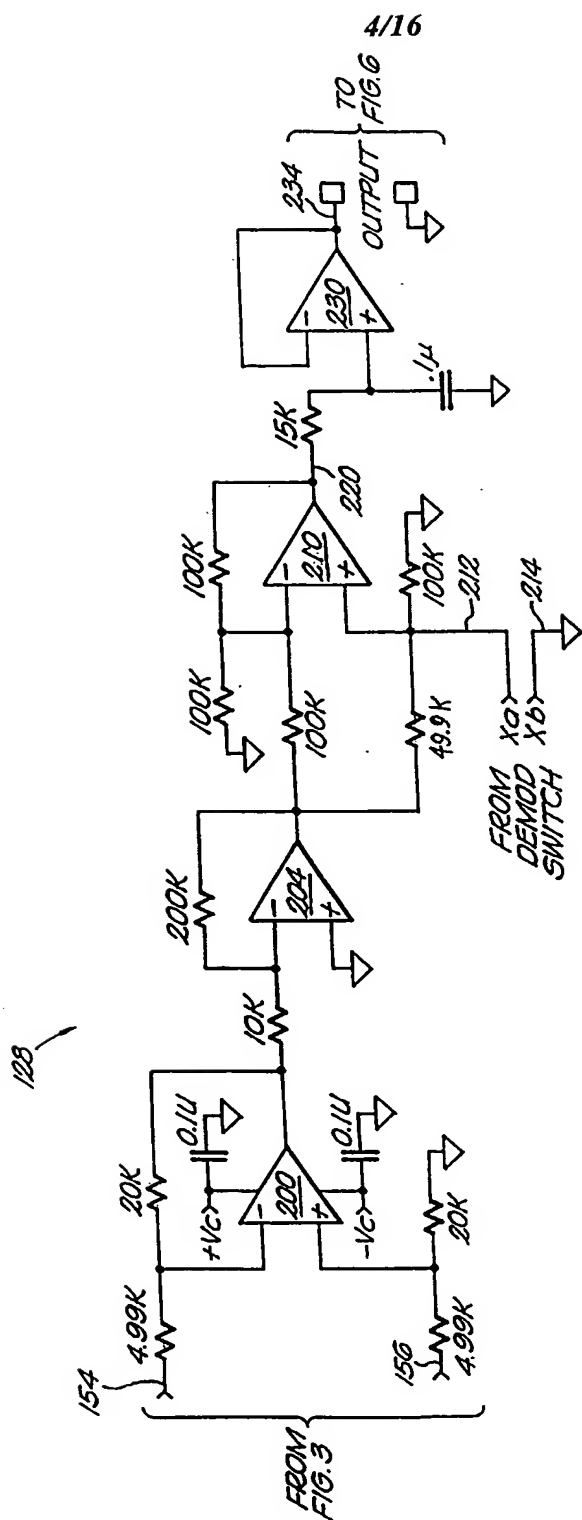 4/16
128
FROM
FIG. 3
154
4.99K
20K
+Vc
0.1U
200
-
+
-Vc
0.1U
156
4.99K
20K
10K
200K
204
-
+
100K
100K
100K
210
-
+
49.9K
100K
212
214
FROM
DEMOD
SWITCH
Xa
Xb
220
15K
.1μ
230
-
+
234
OUTPUT
TO
FIG. 6